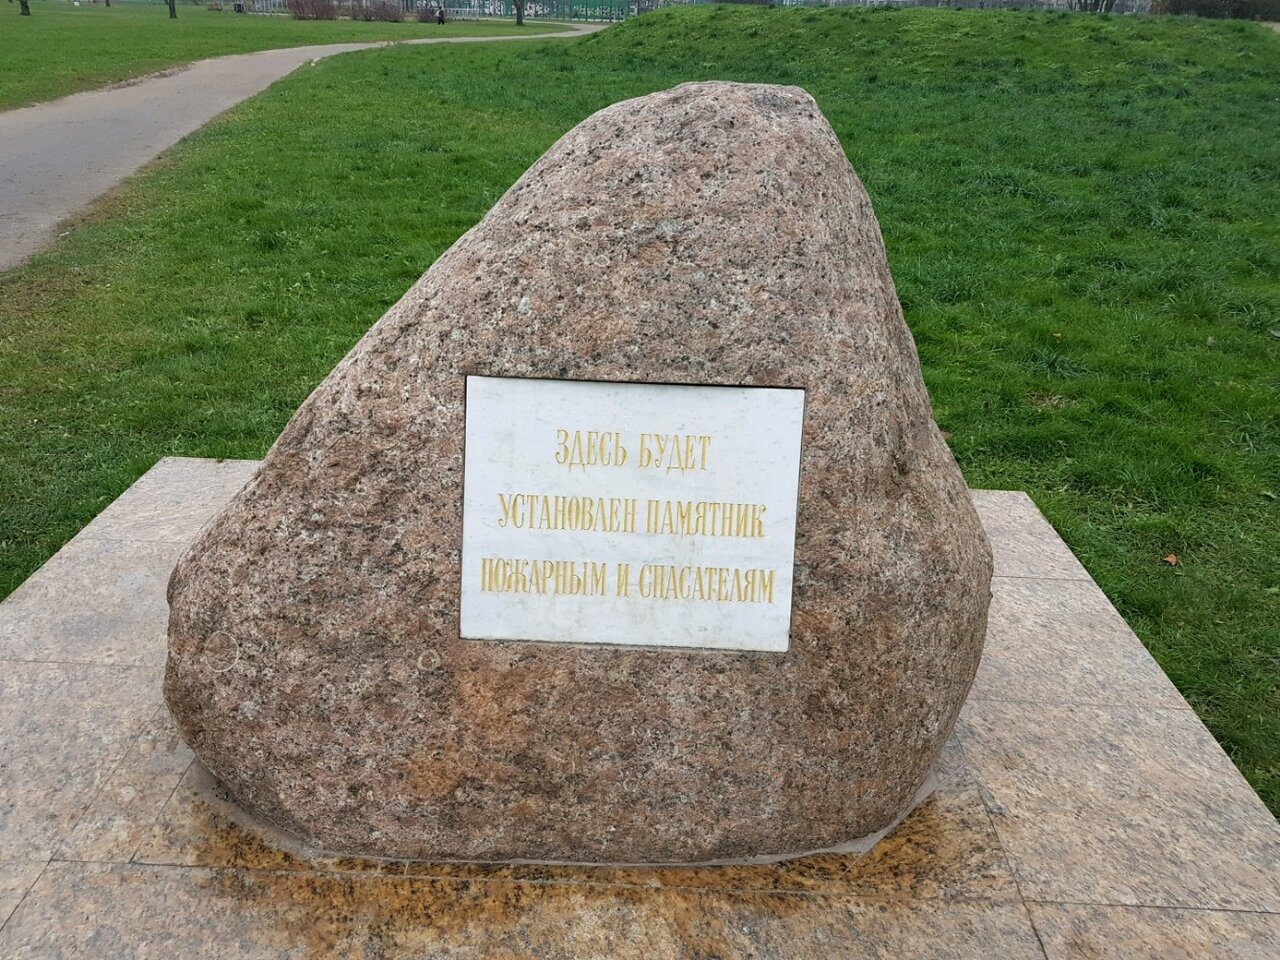 ЗДЕСЬ БУДЕТ
УСТАНОВЛЕН ПАМЯТНИК
ПОЖАРНЫМ И СПАСАТЕЛЯМ